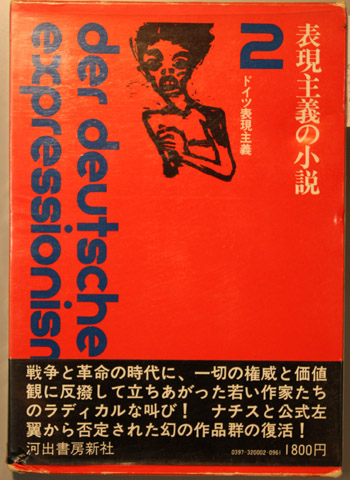 表現主義の小説
2
ドイツ表現主義
der deutsche
expressionism
戦争と革命の時代に、一切の権威と価値
観に反撥して立ちあがった若い作家たち
のラディカルな叫び！ ナチスと公式左
翼から否定された幻の作品群の復活！
河出書房新社
0397-320002-0961
1800円